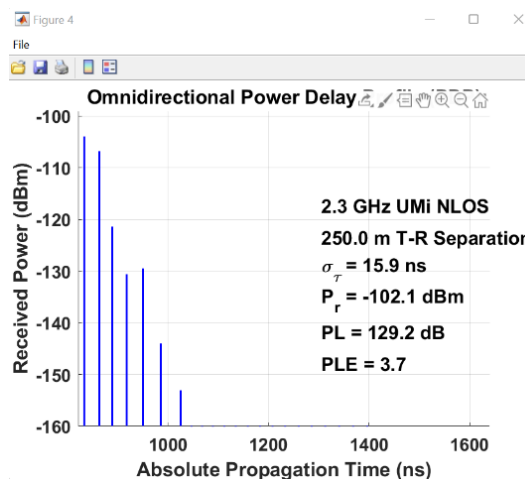 Figure 4
File
Omnidirectional Power Delay
-100
-110
-120
-130
-140
-150
-160
Received Power (dBm)
2.3 GHz UMi NLOS
250.0 m T-R Separation
σ_τ = 15.9 ns
P_r = -102.1 dBm
PL = 129.2 dB
PLE = 3.7
1000 1200 1400 1600
Absolute Propagation Time (ns)